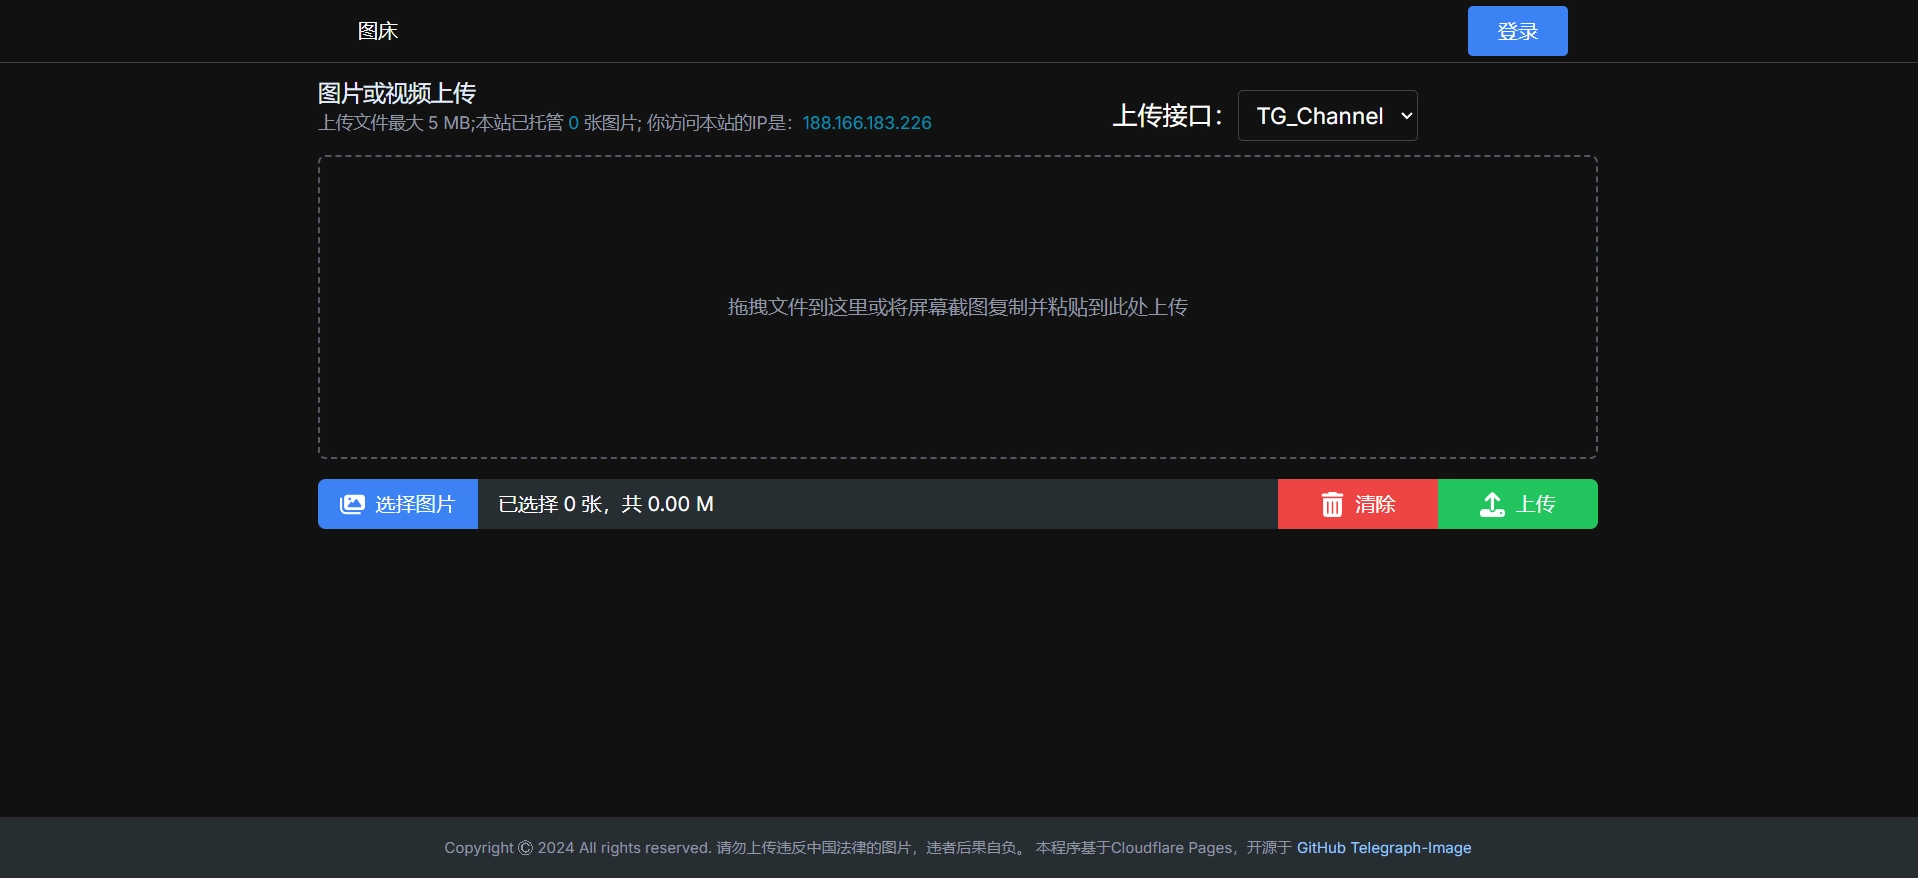 图床
登录
图片或视频上传
上传文件最大 5 MB;本站已托管 0 张图片; 你访问本站的IP是：188.166.183.226
上传接口：
TG_Channel
拖拽文件到这里或将屏幕截图复制并粘贴到此处上传
选择图片
已选择 0 张，共 0.00 M
清除
上传
Copyright © 2024 All rights reserved. 请勿上传违反中国法律的图片，违者后果自负。 本程序基于Cloudflare Pages，开源于 GitHub Telegraph-Image